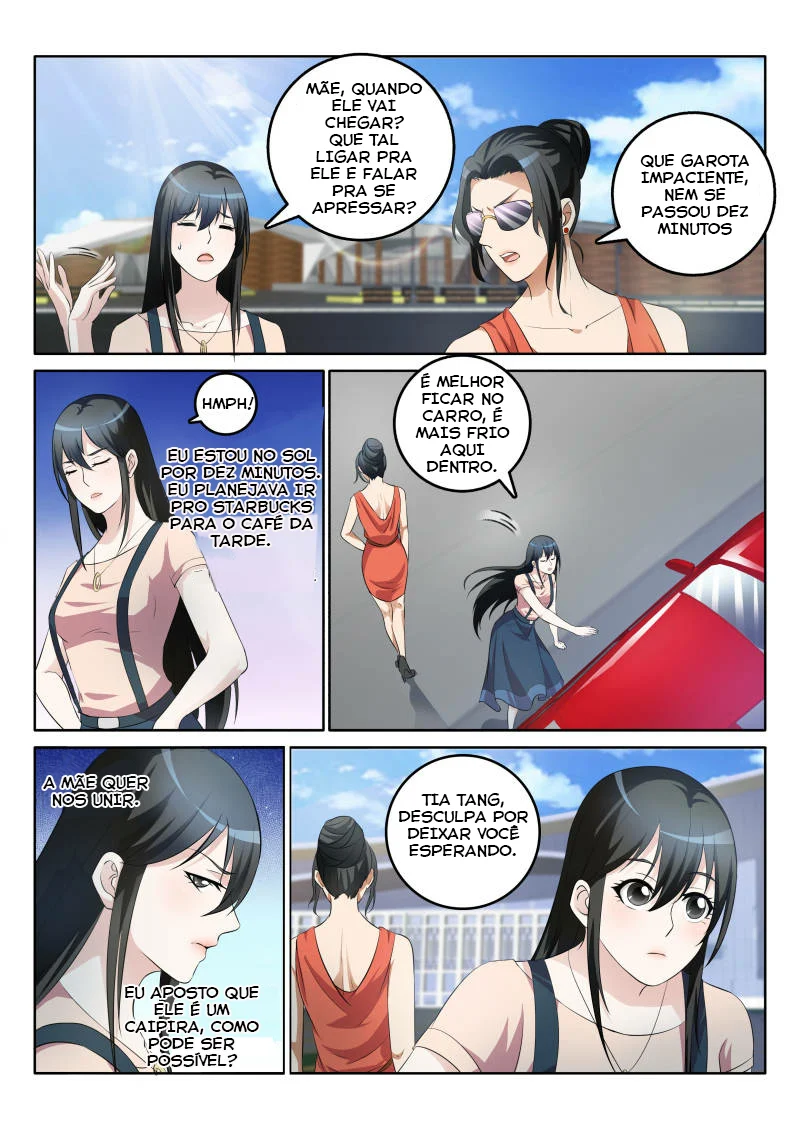 MÃE, QUANDO
ELE VAI
CHEGAR?
QUE TAL
LIGAR PRA
ELE E FALAR
PRA SE
APRESSAR?
QUE GAROTA
IMPACIENTE,
NEM SE
PASSOU DEZ
MINUTOS
HMPH!
EU ESTOU NO SOL
POR DEZ MINUTOS.
EU PLANEJAVA IR
PRO STARBUCKS
PARA O CAFÉ DA
TARDE.
É MELHOR
FICAR NO
CARRO, É
MAIS FRIO
AQUI
DENTRO.
A MÃE QUER
NOS UNIR.
EU APOSTO QUE
ELE É UM
CAIPIRA, COMO
PODE SER
POSSÍVEL?
TIA TANG,
DESCULPA POR
DEIXAR VOCÊ
ESPERANDO.